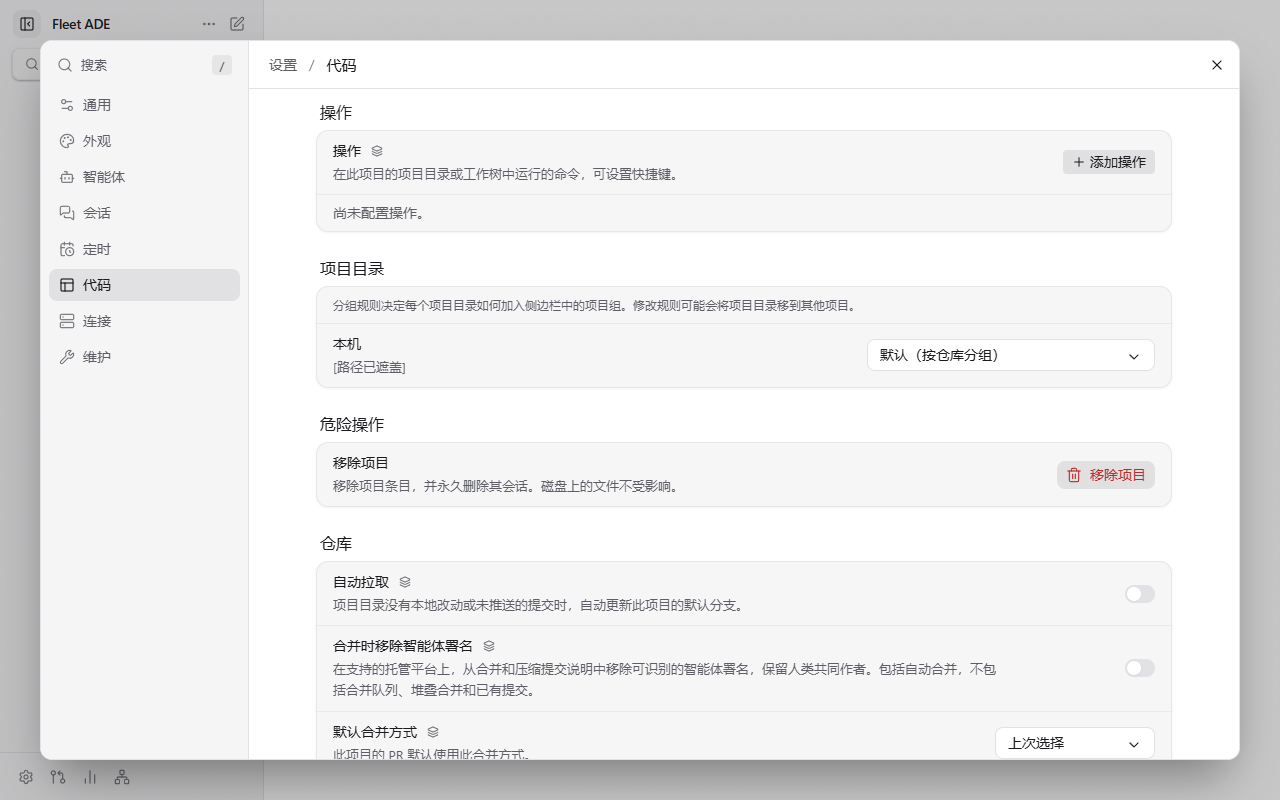 Fleet ADE
搜索
/
通用
外观
智能体
会话
定时
代码
连接
维护
设置 / 代码
操作
操作
在此项目的项目目录或工作树中运行的命令，可设置快捷键。
添加操作
尚未配置操作。
项目目录
分组规则决定每个项目目录如何加入侧边栏中的项目组。修改规则可能会将项目目录移到其他项目。
本机
[路径已遮盖]
默认（按仓库分组）
危险操作
移除项目
移除项目条目，并永久删除其会话。磁盘上的文件不受影响。
移除项目
仓库
自动拉取
项目目录没有本地改动或未推送的提交时，自动更新此项目的默认分支。
合并时移除智能体署名
在支持的托管平台上，从合并和压缩提交说明中移除可识别的智能体署名，保留人类共同作者。包括自动合并，不包
括合并队列、堆叠合并和已有提交。
默认合并方式
此项目的 PR 默认使用此合并方式。
上次选择